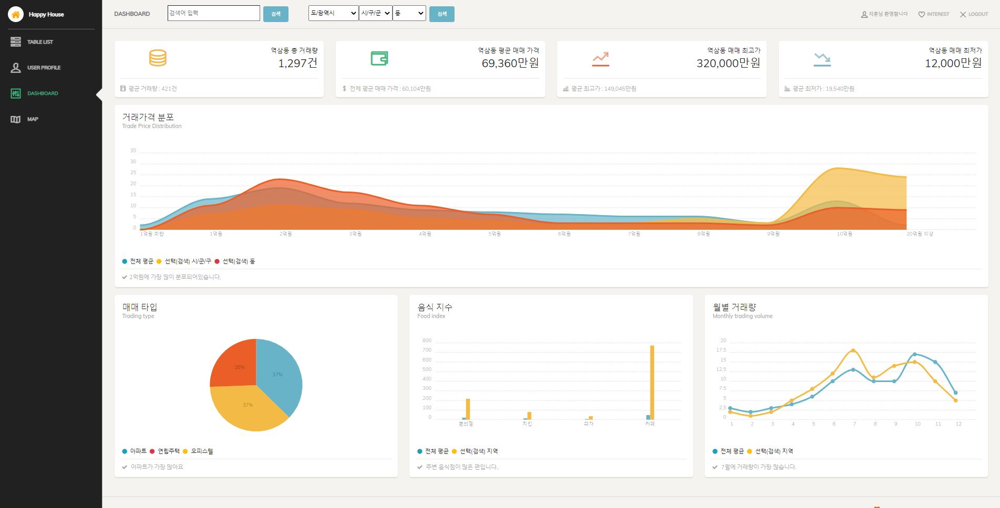 Happy House
TABLE LIST
USER PROFILE
DASHBOARD
MAP
DASHBOARD
검색어 입력
검색
도/광역시
시/구/군
동
검색
지훈님 환영합니다
INTEREST
LOGOUT
역삼동 총 거래량
1,297건
평균 거래량 : 421건
역삼동 평균 매매 가격
69,360만원
전체 평균 매매 가격 : 60,104만원
역삼동 매매 최고가
320,000만원
평균 최고가 : 149,045만원
역삼동 매매 최저가
12,000만원
평균 최저가 : 19,540만원
거래가격 분포
Trade Price Distribution
35
30
25
20
15
10
5
0
1억원 미만 1억원 2억원 3억원 4억원 5억원 6억원 7억원 8억원 9억원 10억원 20억원 이상
전체 평균 선택(검색) 시/군/구 선택(검색) 동
2억원에 가장 많이 분포되어있습니다.
매매 타입
Trading type
26%
37%
37%
아파트 연립주택 오피스텔
아파트가 가장 많아요
음식 지수
Food index
800
700
600
500
400
300
200
100
0
편의점 치킨 피자 카페
전체 평균 선택(검색) 지역
주변 음식점이 많은 편입니다..
월별 거래량
Monthly trading volume
20
17.5
15
12.5
10
7.5
5
2.5
0
1 2 3 4 5 6 7 8 9 10 11 12
전체 평균 선택(검색) 지역
7월에 거래량이 가장 많습니다.